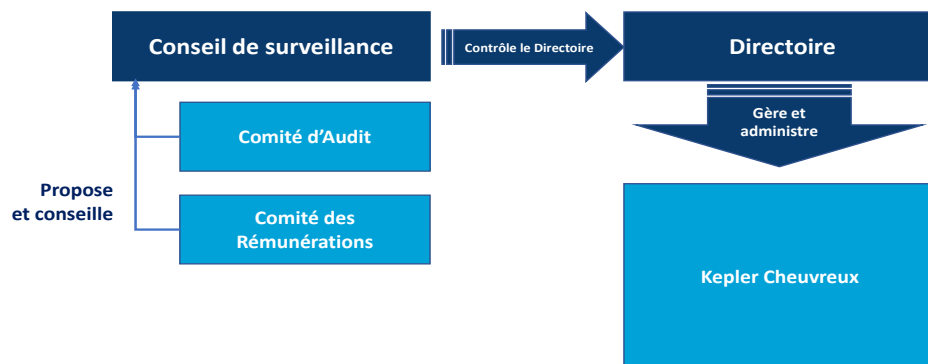 Conseil de surveillance
Contrôle le Directoire
Directoire
Comité d'Audit
Gère et
administre
Propose
et conseille
Comité des
Rémunérations
Kepler Cheuvreux